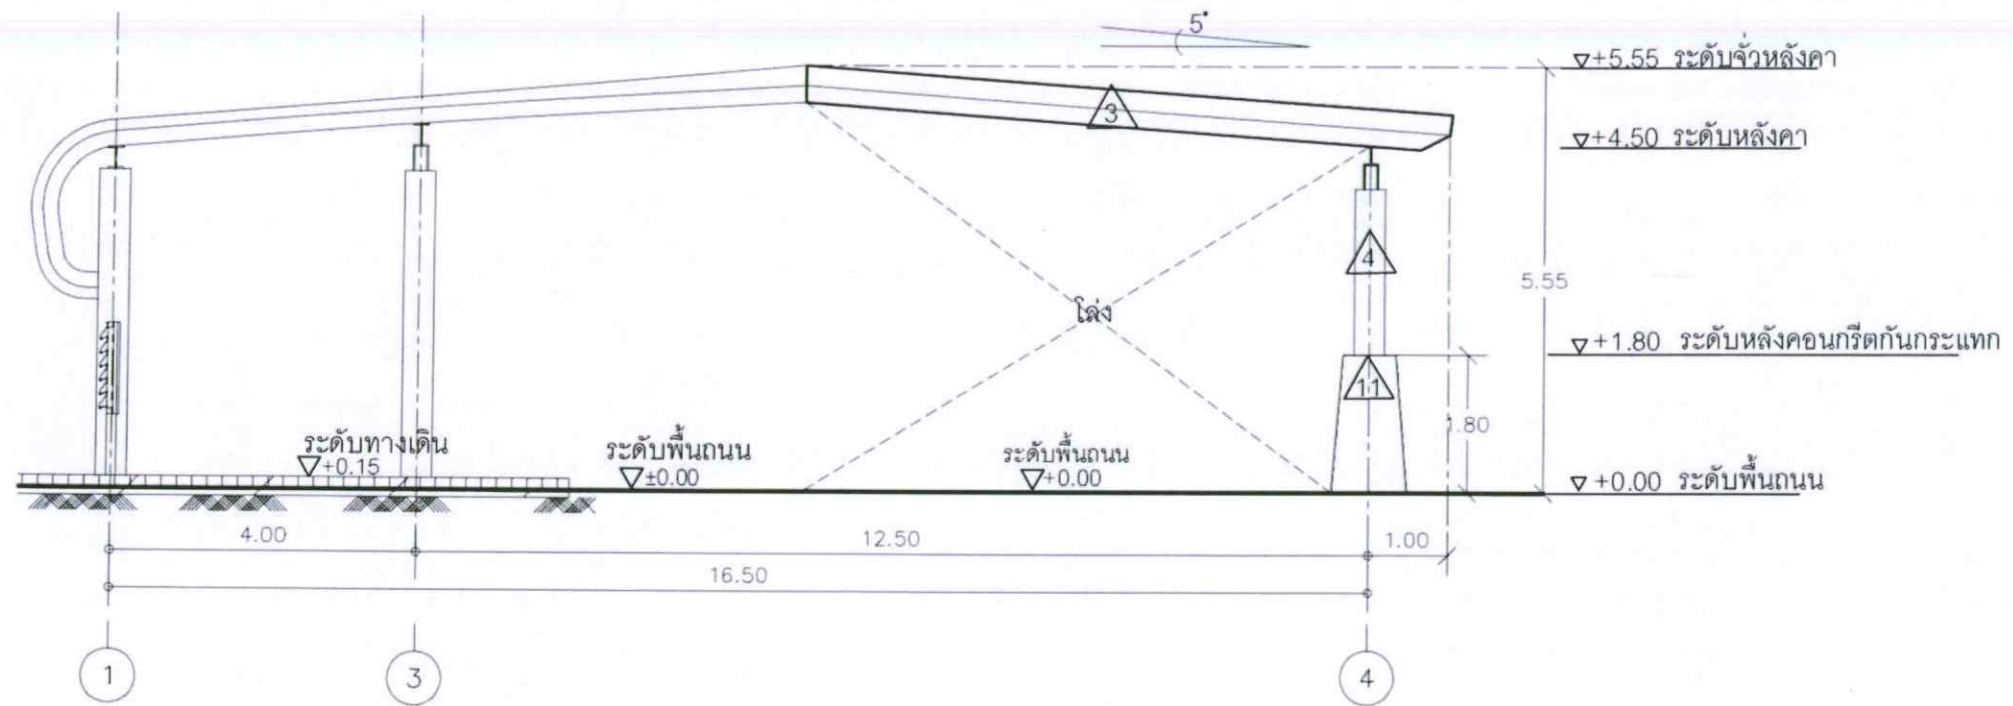 5°
▽+5.55 ระดับจั่วหลังคา
3
▽+4.50 ระดับหลังคา
4
5.55
โล่ง
▽+1.80 ระดับหลังคอนกรีตกันกระแทก
11
1.80
ระดับทางเดิน
▽+0.15
ระดับพื้นถนน
▽±0.00
ระดับพื้นถนน
▽+0.00
▽+0.00 ระดับพื้นถนน
4.00
12.50
1.00
16.50
1
3
4